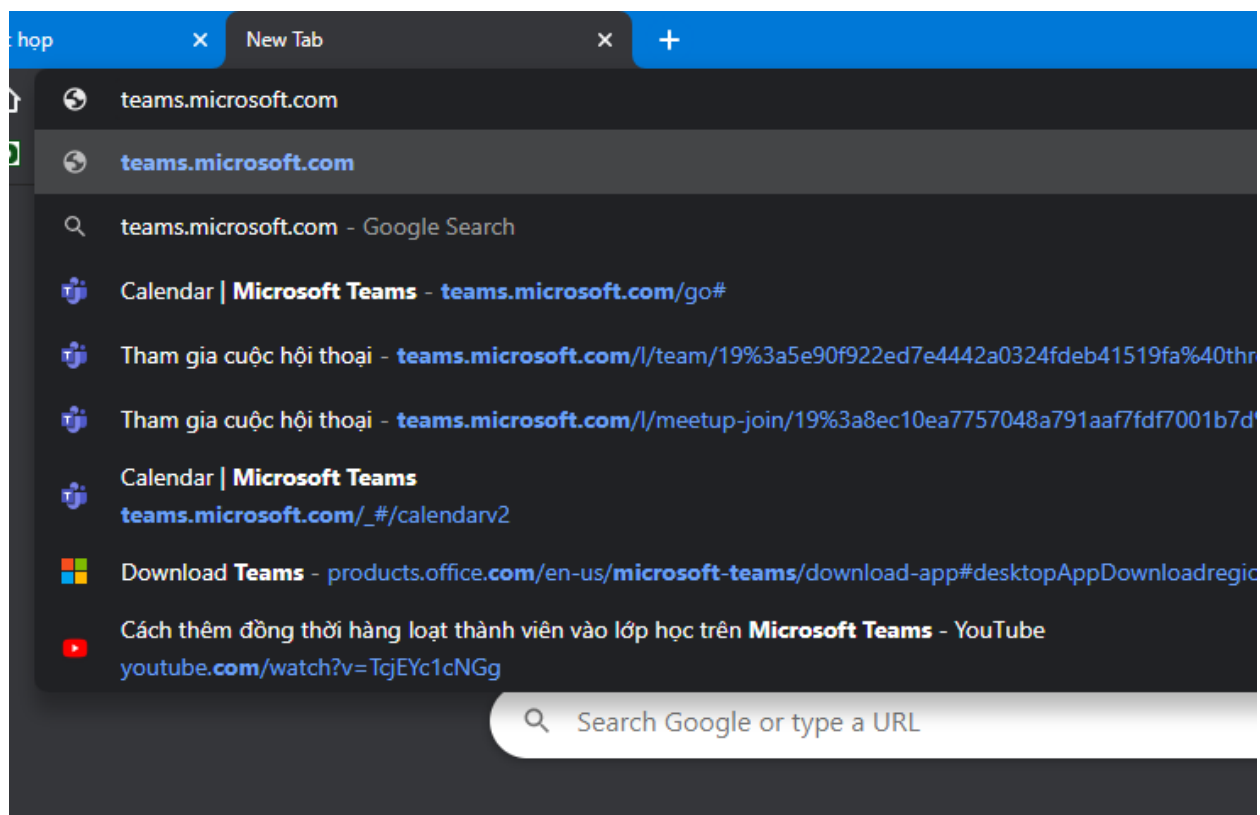 họp
New Tab
teams.microsoft.com
teams.microsoft.com
teams.microsoft.com - Google Search
Calendar | Microsoft Teams - teams.microsoft.com/go#
Tham gia cuộc hội thoại - teams.microsoft.com/l/team/19%3a5e90f922ed7e4442a0324fdeb41519fa%40thr
Tham gia cuộc hội thoại - teams.microsoft.com/l/meetup-join/19%3a8ec10ea7757048a791aaf7fdf7001b7d
Calendar | Microsoft Teams
teams.microsoft.com/_#/calendarv2
Download Teams - products.office.com/en-us/microsoft-teams/download-app#desktopAppDownloadregio
Cách thêm đồng thời hàng loạt thành viên vào lớp học trên Microsoft Teams - YouTube
youtube.com/watch?v=TcjEYc1cNGg
Search Google or type a URL